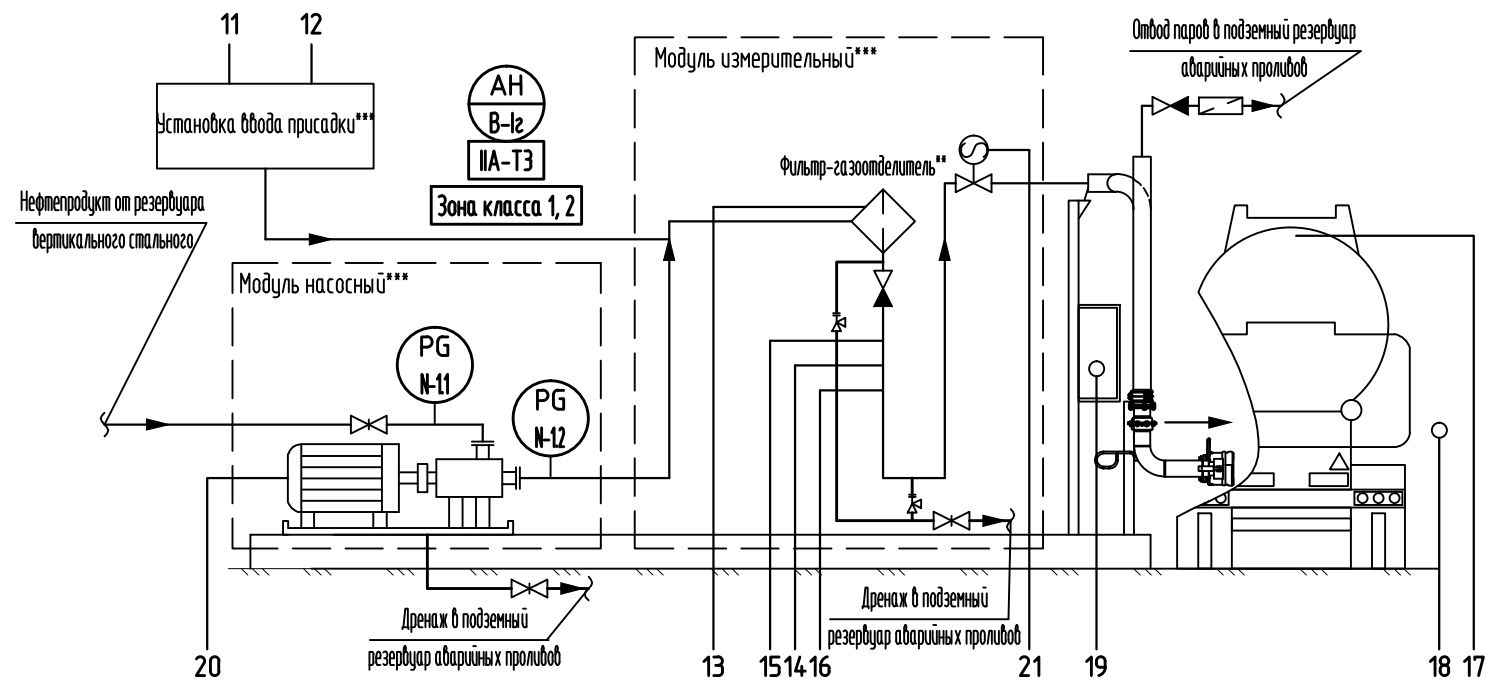 11
12
Отвод паров в подземный резервуар
аварийных проливов
Установка ввода присадки***
АН
В-Iг
IIA-T3
Зона класса 1, 2
Модуль измерительный***
Фильтр-газоотделитель**
Нефтепродукт от резервуара
вертикального стального
Модуль насосный***
PG
N-1.1
PG
N-1.2
Дренаж в подземный
резервуар аварийных проливов
Дренаж в подземный
резервуар аварийных проливов
20
13
15
14
16
21
19
18
17